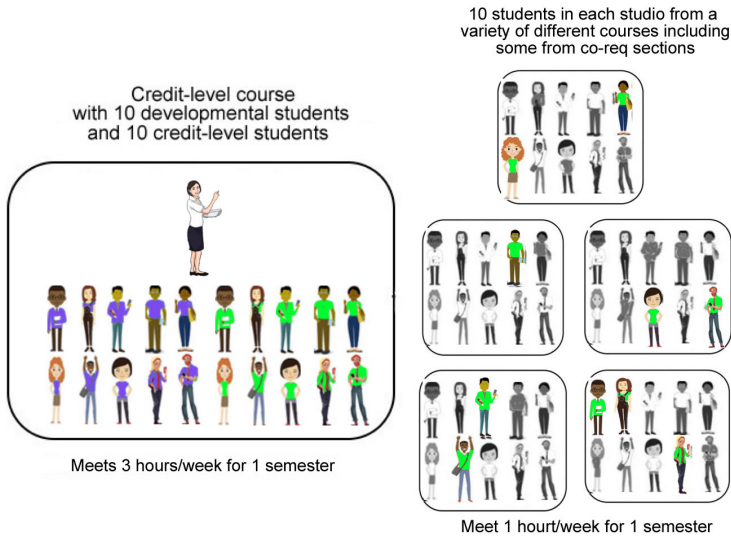 Credit-level course
with 10 developmental students
and 10 credit-level students
Meets 3 hours/week for 1 semester
10 students in each studio from a
variety of different courses including
some from co-req sections
Meet 1 hourt/week for 1 semester